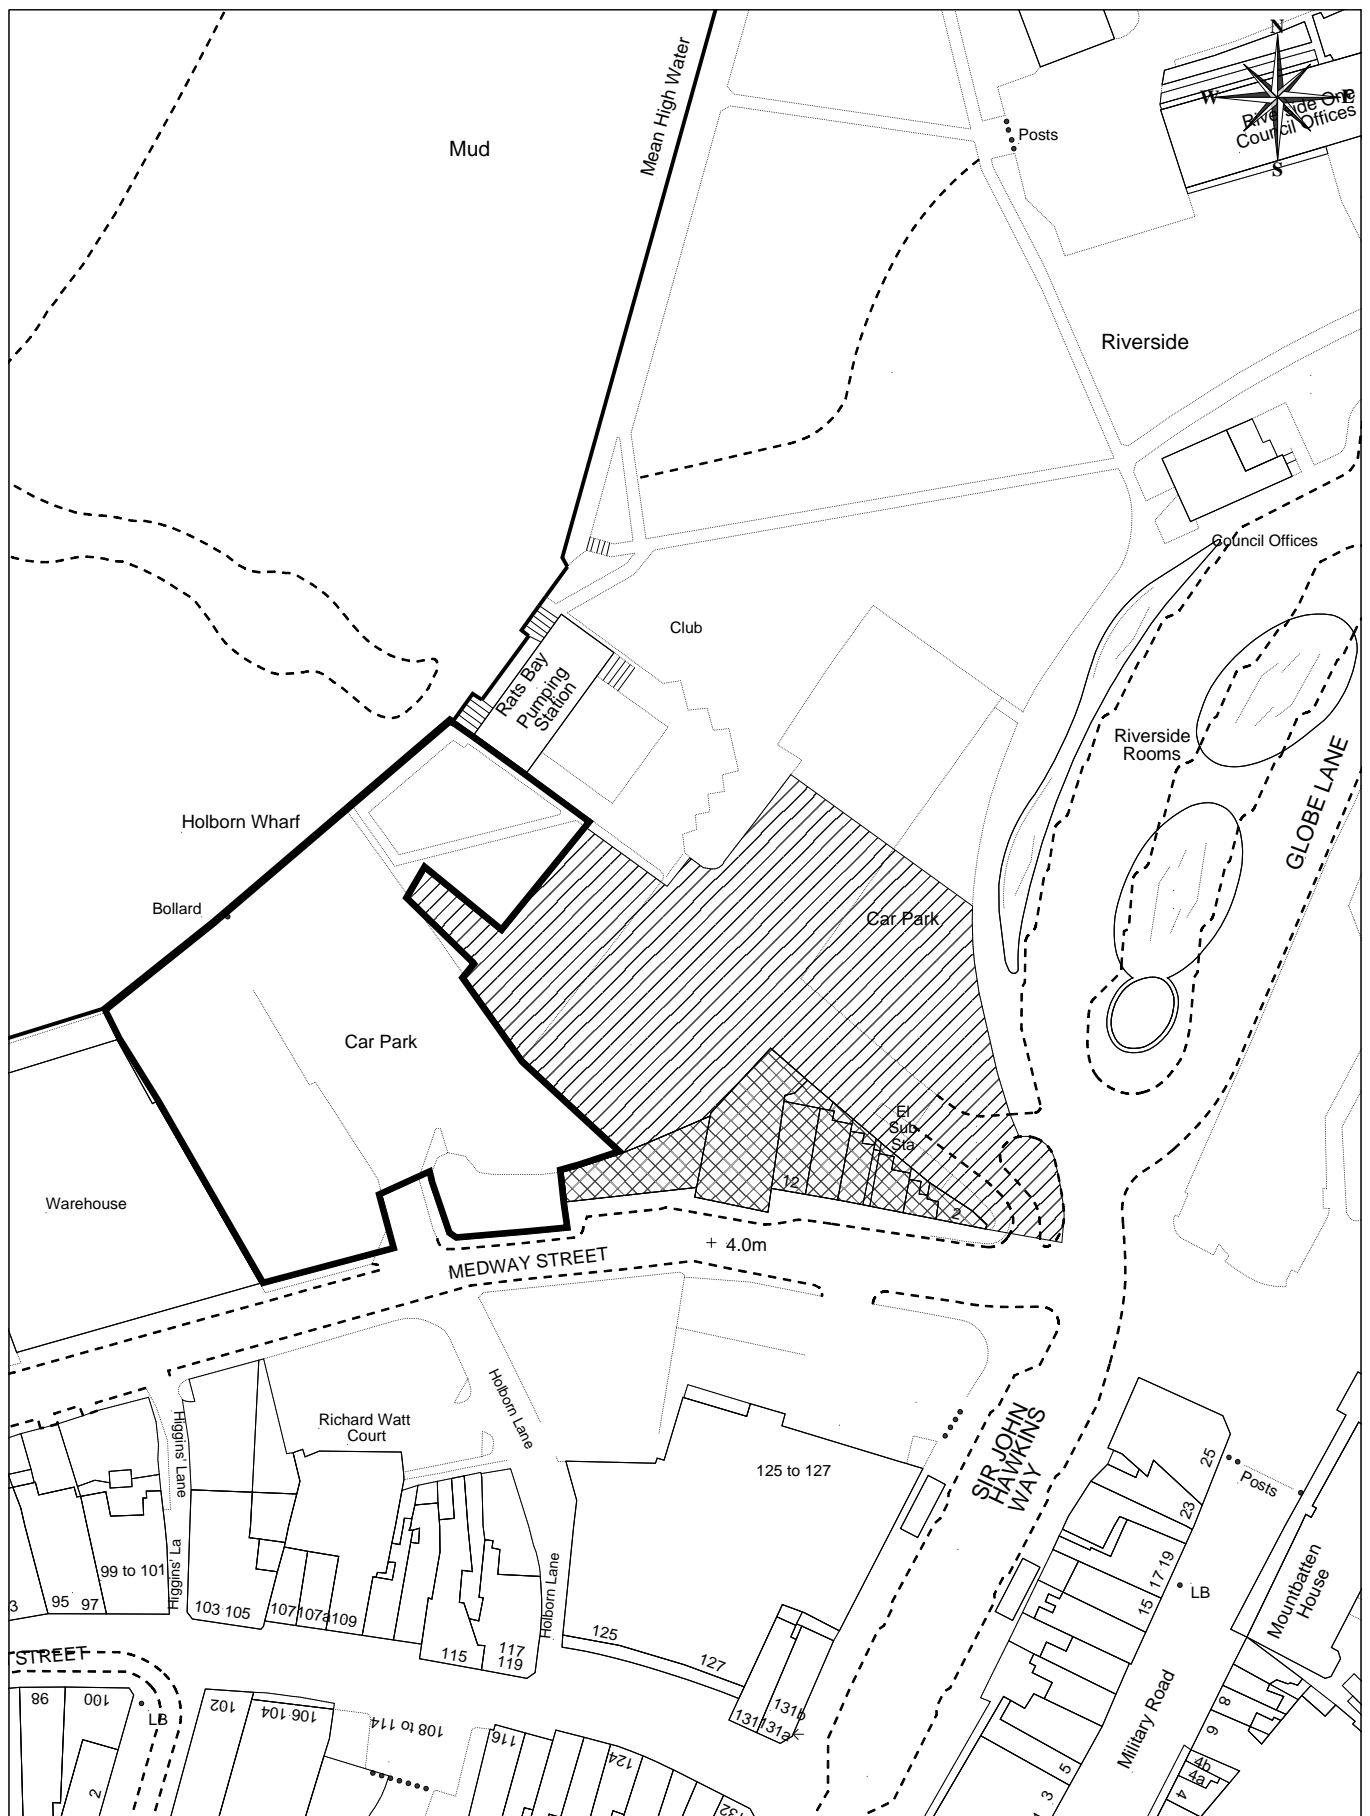 N
W
E
S
Mean High Water
Mud
Posts
Riverside One
Council Offices
Riverside
Council Offices
Club
Rats Bay
Pumping
Station
Riverside
Rooms
GLOBE LANE
Holborn Wharf
Bollard
Car Park
Car Park
El
Sub
Sta
Warehouse
12
2
MEDWAY STREET
+ 4.0m
Holborn Lane
Richard Watt
Court
Higgins' Lane
125 to 127
SIR JOHN
HAWKINS
WAY
25
Posts
23
17-19
15
LB
Mountbatten
House
99 to 101
Higgins' La
Holborn Lane
3
95
97
103-105
107
107a
109
115
117
119
125
127
131
131a
131b
STREET
98
100
LB
102
106-104
108 to 114
116
124
132
2
Military Road
8
6
4b
4a
4
5
3
1